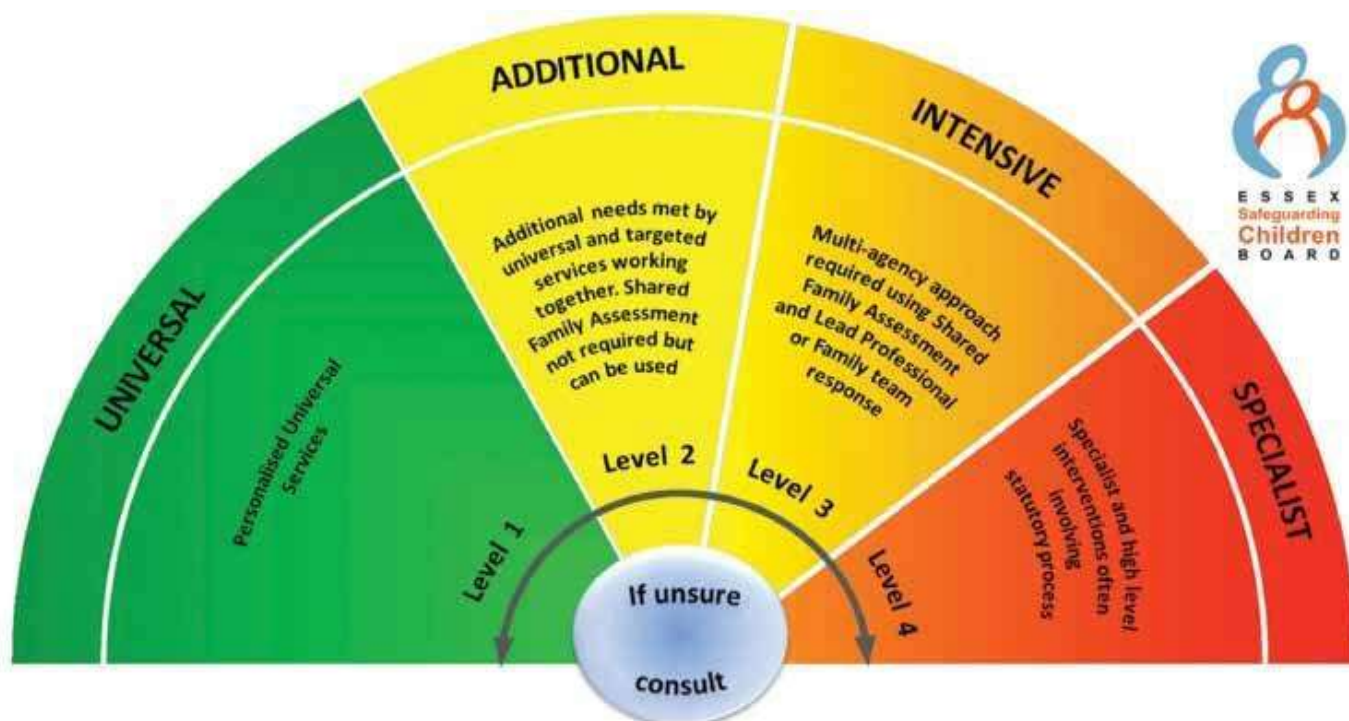 UNIVERSAL
Personalised Universal
Services
Level 1
ADDITIONAL
Additional needs met by
universal and targeted
services working
together. Shared
Family Assessment
not required but
can be used
Level 2
INTENSIVE
Multi-agency approach
required using Shared
Family Assessment
and Lead Professional
or Family team
response
Level 3
SPECIALIST
Specialist and high level
interventions often
involving
statutory process
Level 4
If unsure
consult
ESSEX
Safeguarding
Children
BOARD